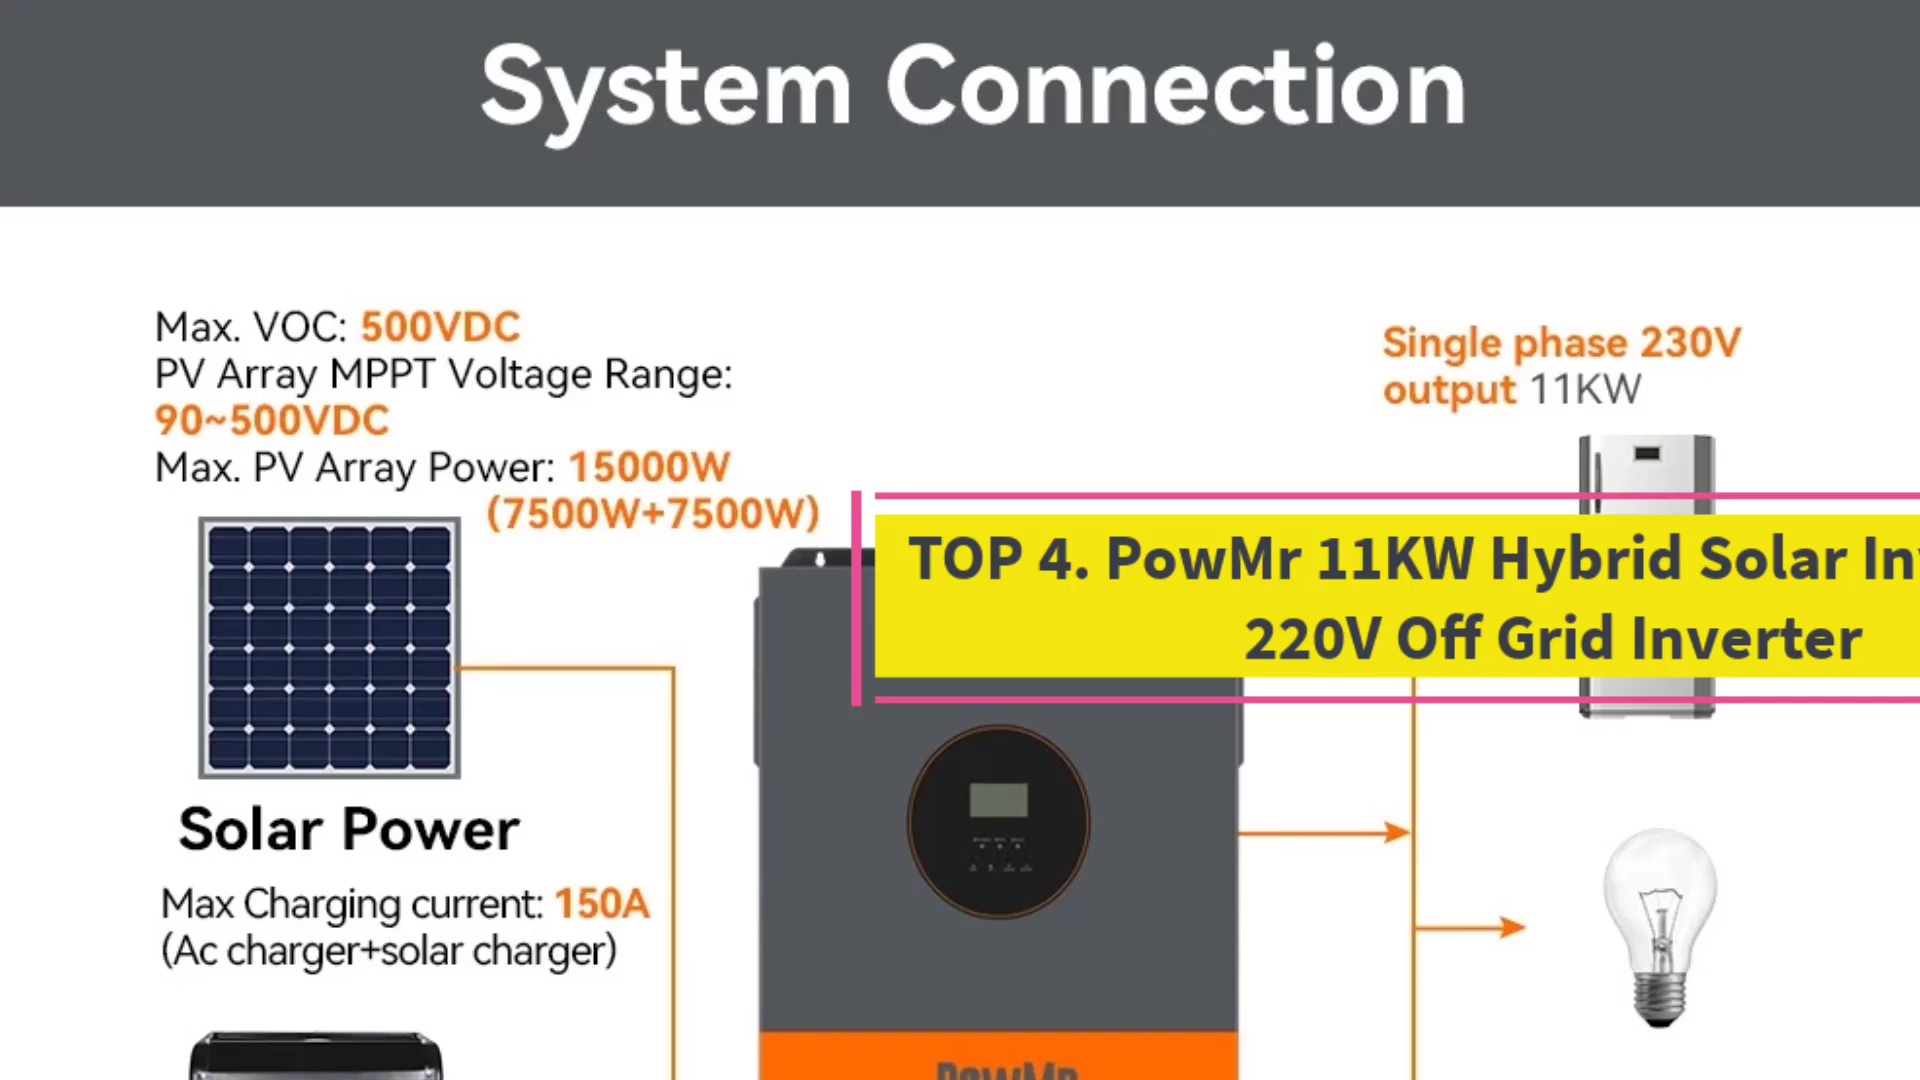 System Connection
Max. VOC: 500VDC
PV Array MPPT Voltage Range:
90~500VDC
Max. PV Array Power: 15000W
(7500W+7500W)
Single phase 230V
output 11KW
TOP 4. PowMr 11KW Hybrid Solar
220V Off Grid Inverter
Solar Power
Max Charging current: 150A
(Ac charger+solar charger)
PowMr